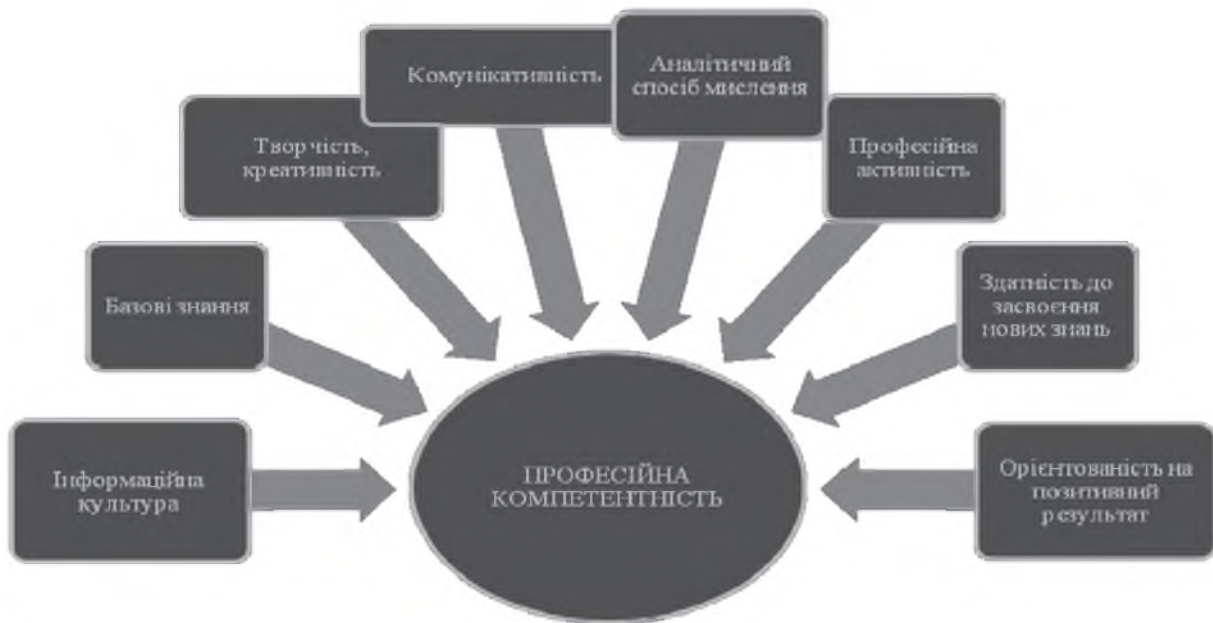 Комунікативність
Аналітичний
спосіб мислення
Творчість,
креативність
Професійна
активність
Базові знання
Здатність до
засвоєння
нових знань
Інформаційна
культура
ПРОФЕСІЙНА
КОМПЕТЕНТНІСТЬ
Орієнтованість на
позитивний
результат